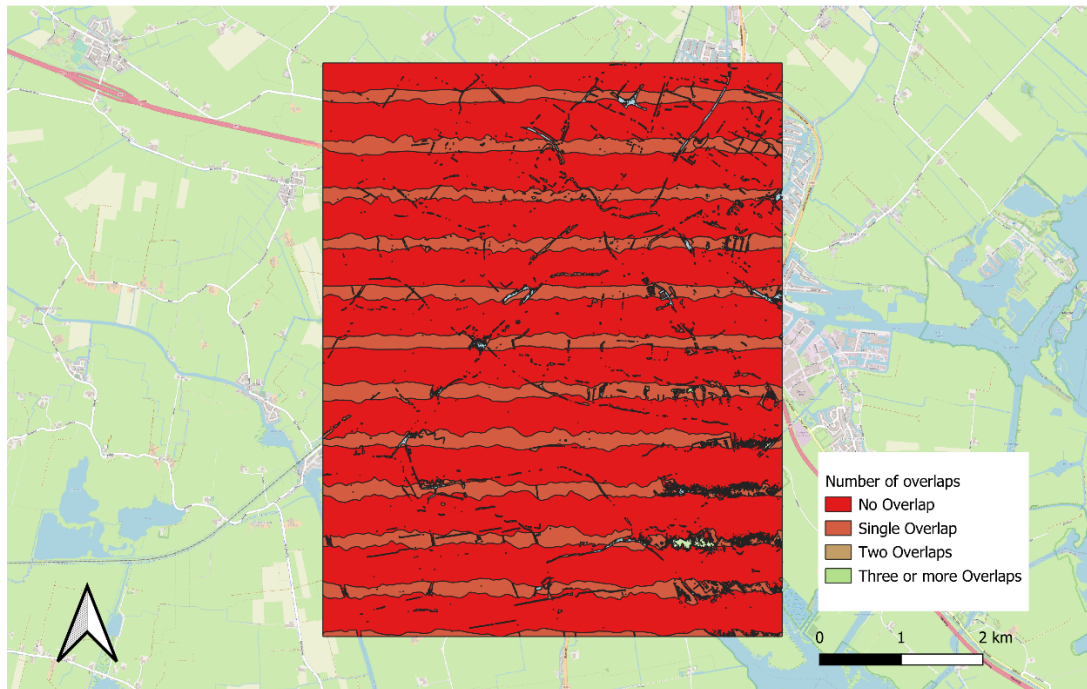 Number of overlaps
No Overlap
Single Overlap
Two Overlaps
Three or more Overlaps
0 1 2 km